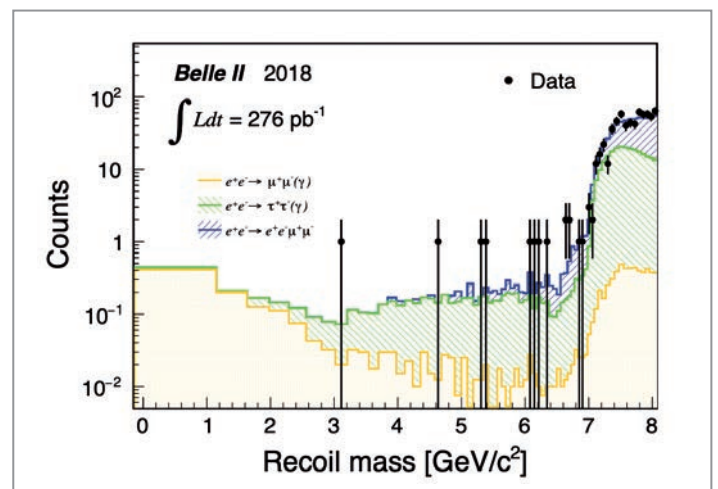 Belle II 2018
Data
∫ Ldt = 276 pb⁻¹
e⁺e⁻→ μ⁺μ⁻(γ)
e⁺e⁻→ τ⁺τ⁻(γ)
e⁺e⁻→ e⁺e⁻μ⁺μ⁻
Counts
10²
10
1
10⁻¹
10⁻²
0 1 2 3 4 5 6 7 8
Recoil mass [GeV/c²]